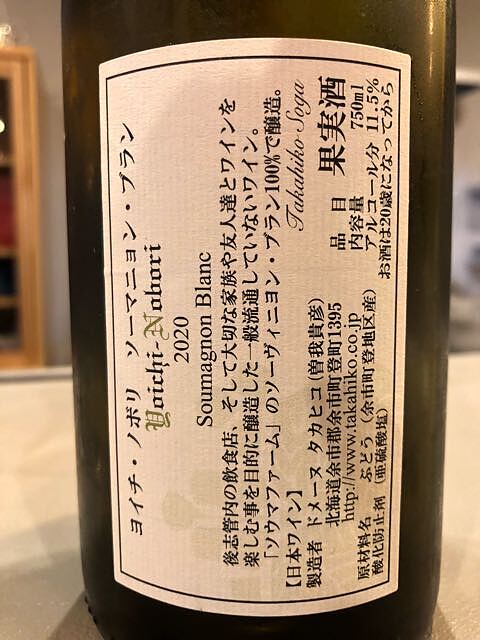 ヨイチ・ノボリ　ソーマニョン・ブラン
Yoichi-Nobori
2020
Soumagnon Blanc
後志管内の飲食店、そして大切な家族や友人達とワインを
楽しむ事を目的に醸造した一般流通していないワイン。
「ソウマファーム」のソーヴィニヨン・ブラン100%で醸造。
Takahiko Soga
【日本ワイン】
製造者　ドメーヌ タカヒコ(曽我貴彦)
北海道余市郡余市町登町1395
http://www.takahiko.co.jp
原材料名　ぶどう（余市町登地区産）
酸化防止剤（亜硫酸塩）
果実酒
品目
内容量　750ml
アルコール分　11.5%
お酒は20歳になってから